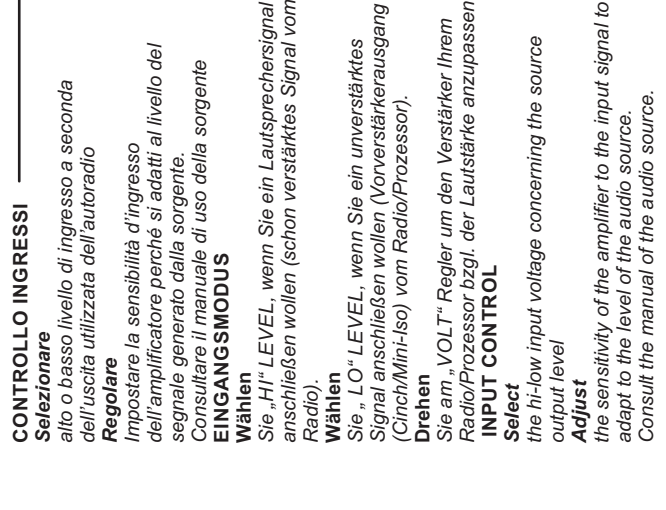 CONTROLLO INGRESSI
Selezionare
alto o basso livello di ingresso a seconda
dell'uscita utilizzata dell'autoradio
Regolare
Impostare la sensibilità d'ingresso
dell'amplificatore perché si adatti al livello del
segnale generato dalla sorgente.
Consultare il manuale di uso della sorgente
EINGANGSMODUS
Wählen
Sie „HI“ LEVEL, wenn Sie ein Lautsprechersignal
anschließen wollen (schon verstärktes Signal vom
Radio).
Wählen
Sie „ LO“ LEVEL, wenn Sie ein unverstärktes
Signal anschließen wollen (Vorverstärkerausgang
(Cinch/Mini-Iso) vom Radio/Prozessor).
Drehen
Sie am „VOLT“ Regler um den Verstärker Ihrem
Radio/Prozessor bzgl. der Lautstärke anzupassen
INPUT CONTROL
Select
the hi-low input voltage concerning the source
output level
Adjust
the sensitivity of the amplifier to the input signal to
adapt to the level of the audio source.
Consult the manual of the audio source.